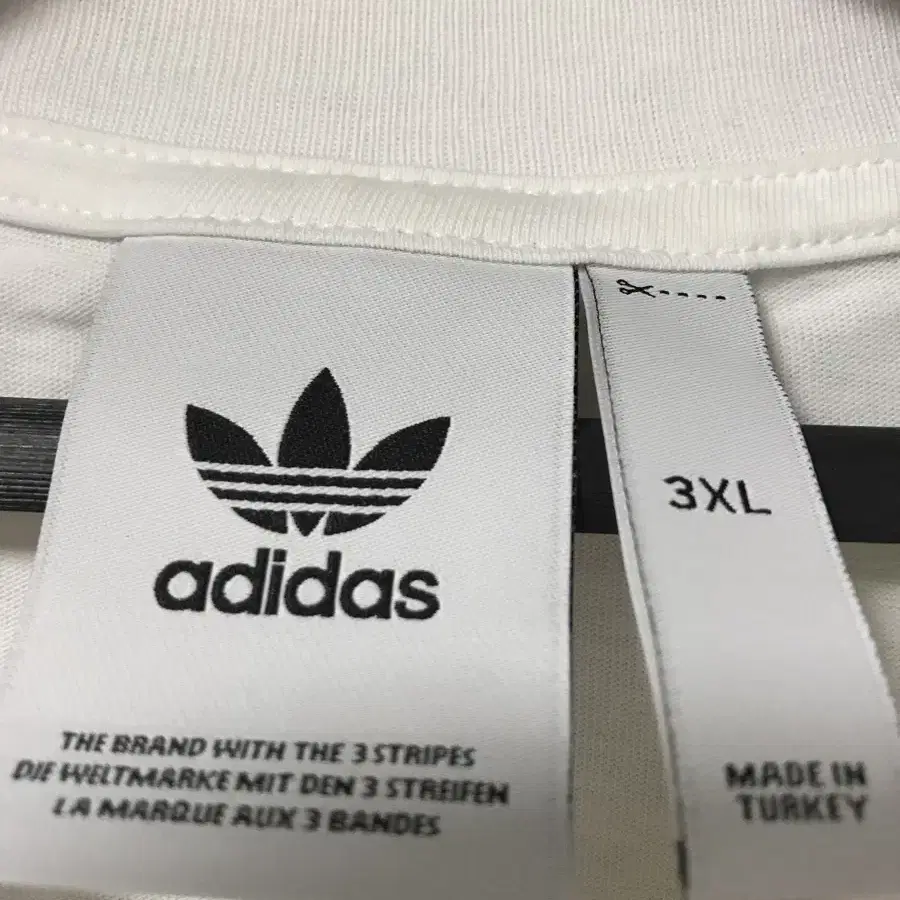 adidas
THE BRAND WITH THE 3 STRIPES
DIE WELTMARKE MIT DEN 3 STREIFEN
LA MARQUE AUX 3 BANDES
3XL
MADE IN
TURKEY